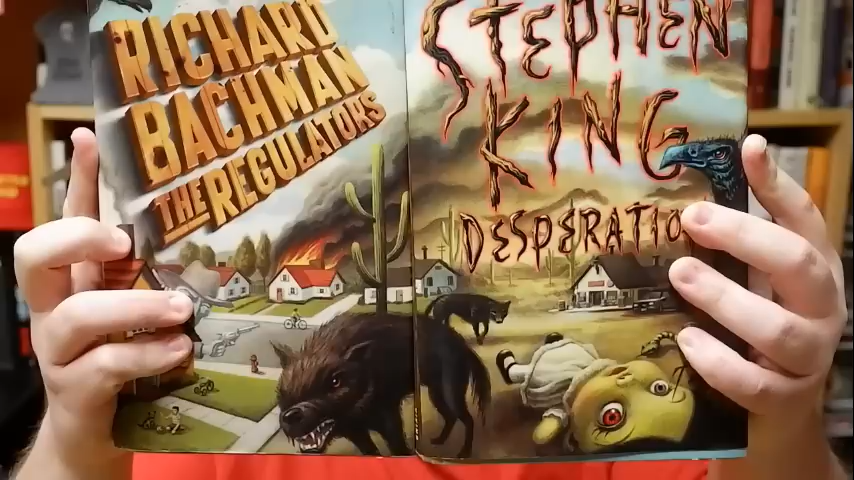 RICHARD
BACHMAN
THE REGULATORS
STEPHEN
KING
DESPERATIO